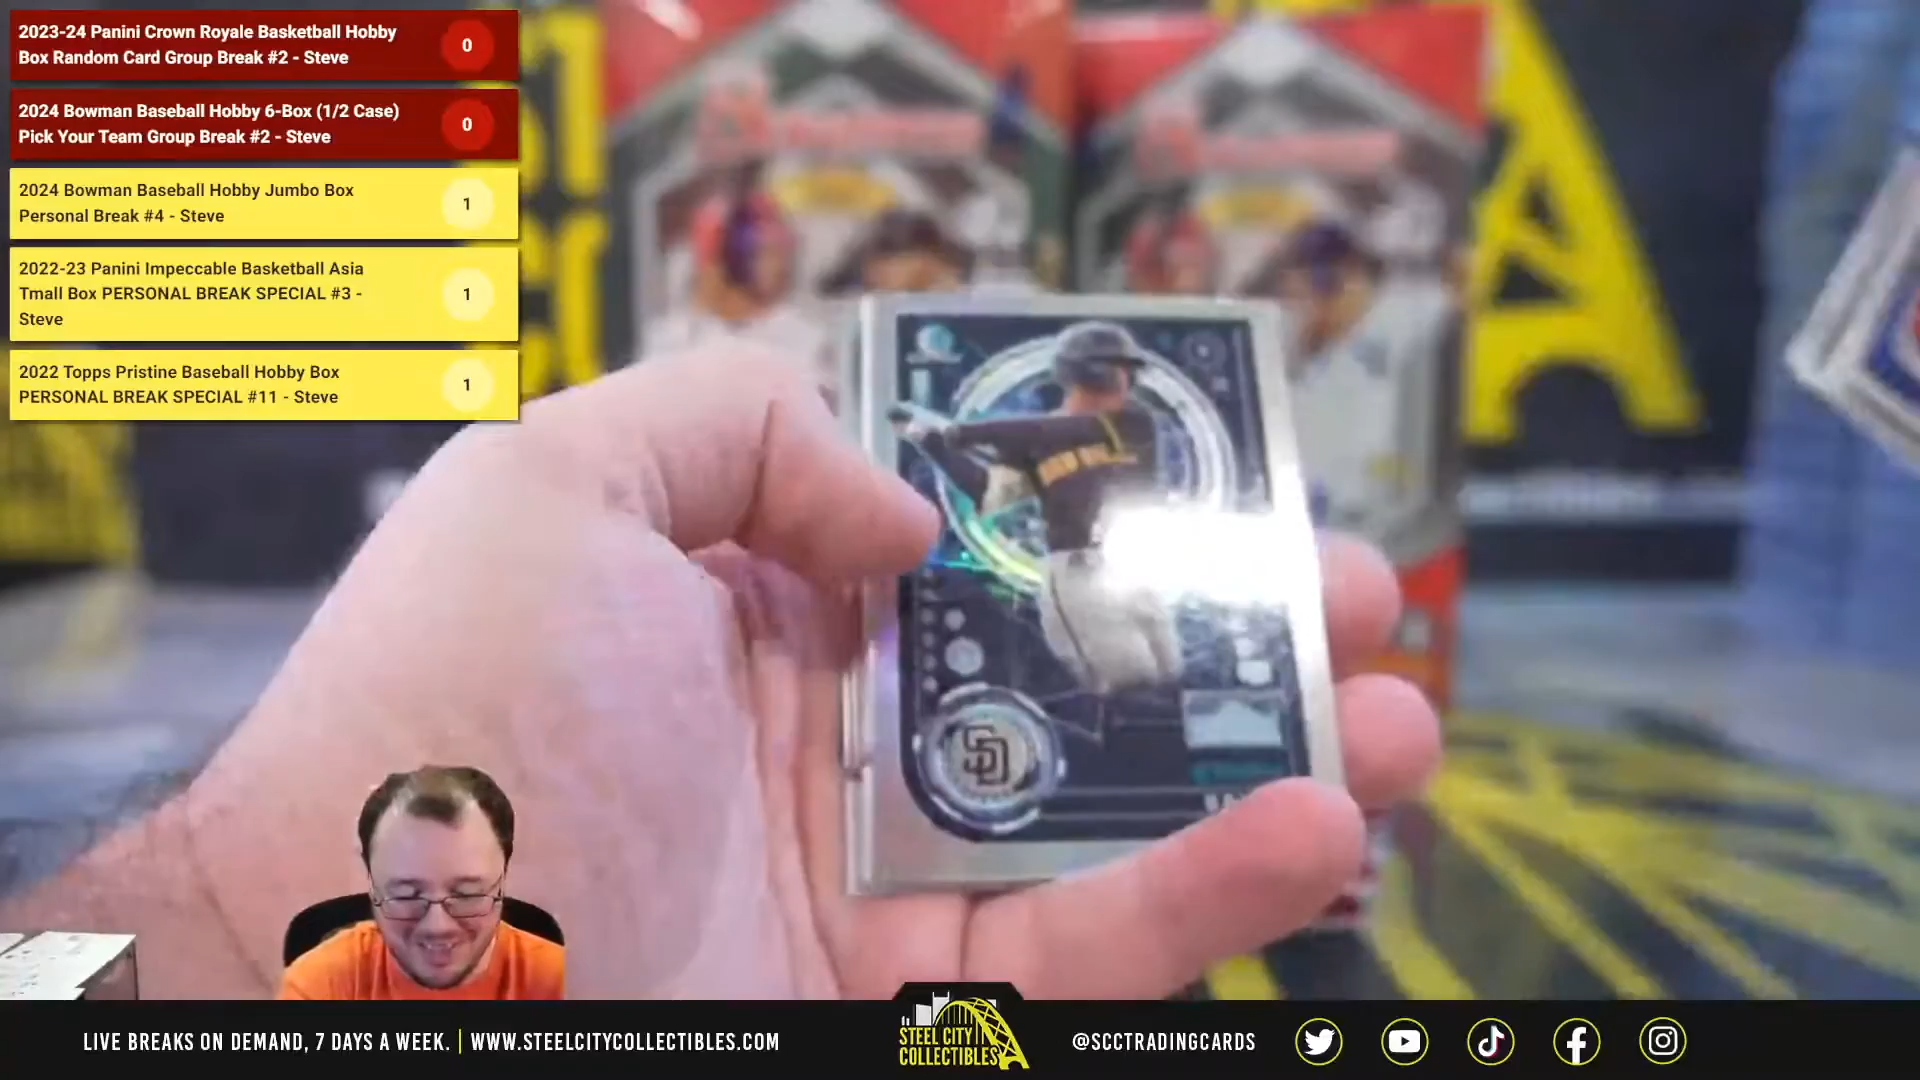 2023-24 Panini Crown Royale Basketball Hobby
Box Random Card Group Break #2 - Steve
0
2024 Bowman Baseball Hobby 6-Box (1/2 Case)
Pick Your Team Group Break #2 - Steve
0
2024 Bowman Baseball Hobby Jumbo Box
Personal Break #4 - Steve
1
2022-23 Panini Impeccable Basketball Asia
Tmall Box PERSONAL BREAK SPECIAL #3 -
Steve
1
2022 Topps Pristine Baseball Hobby Box
PERSONAL BREAK SPECIAL #11 - Steve
1
SD
LIVE BREAKS ON DEMAND, 7 DAYS A WEEK. | WWW.STEELCITYCOLLECTIBLES.COM
STEEL CITY
COLLECTIBLES
@SCCTRADINGCARDS